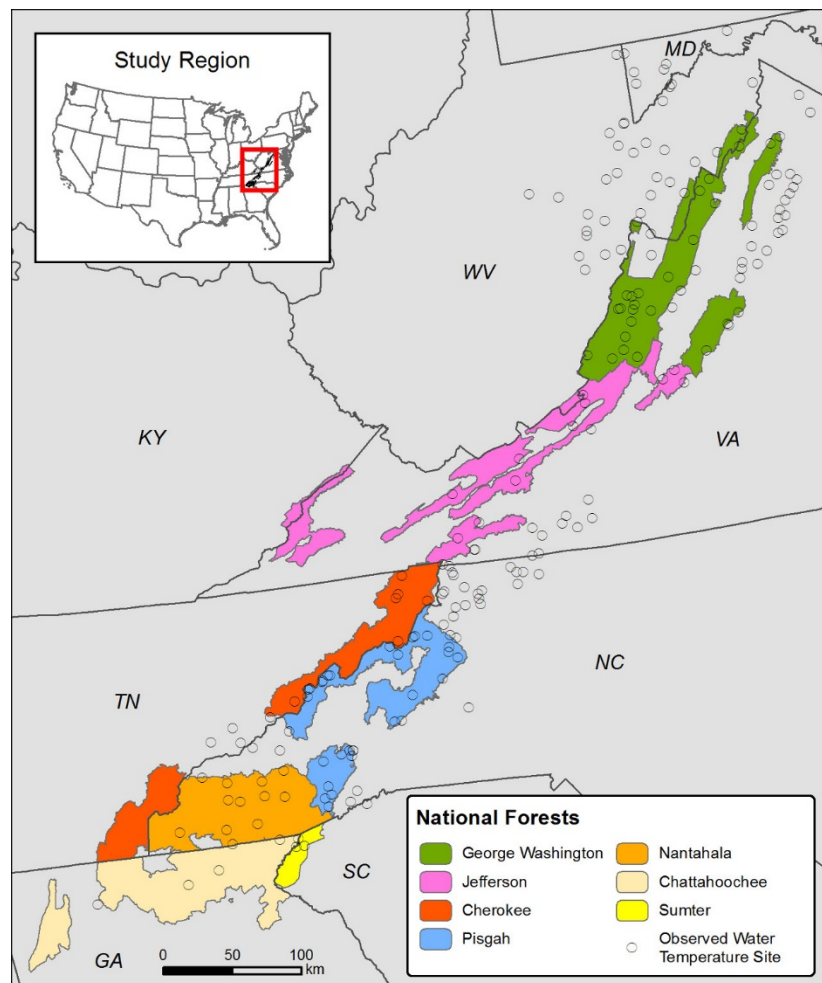 Study Region
MD
WV
KY
VA
TN
NC
SC
GA
0 50 100
km
National Forests
George Washington
Jefferson
Cherokee
Pisgah
Nantahala
Chattahoochee
Sumter
Observed Water
Temperature Site